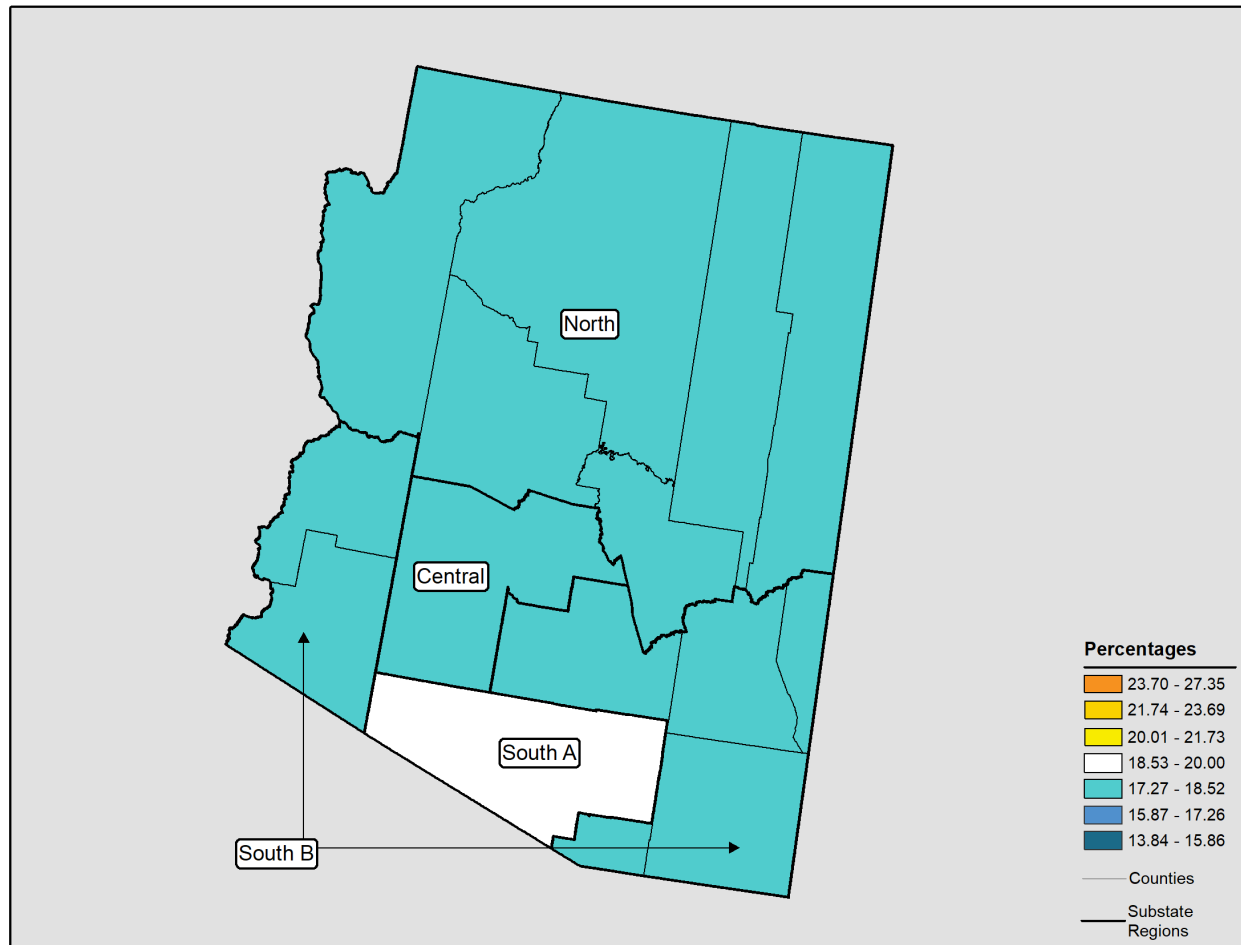 North
Central
South A
South B
Percentages
23.70 - 27.35
21.74 - 23.69
20.01 - 21.73
18.53 - 20.00
17.27 - 18.52
15.87 - 17.26
13.84 - 15.86
Counties
Substate
Regions